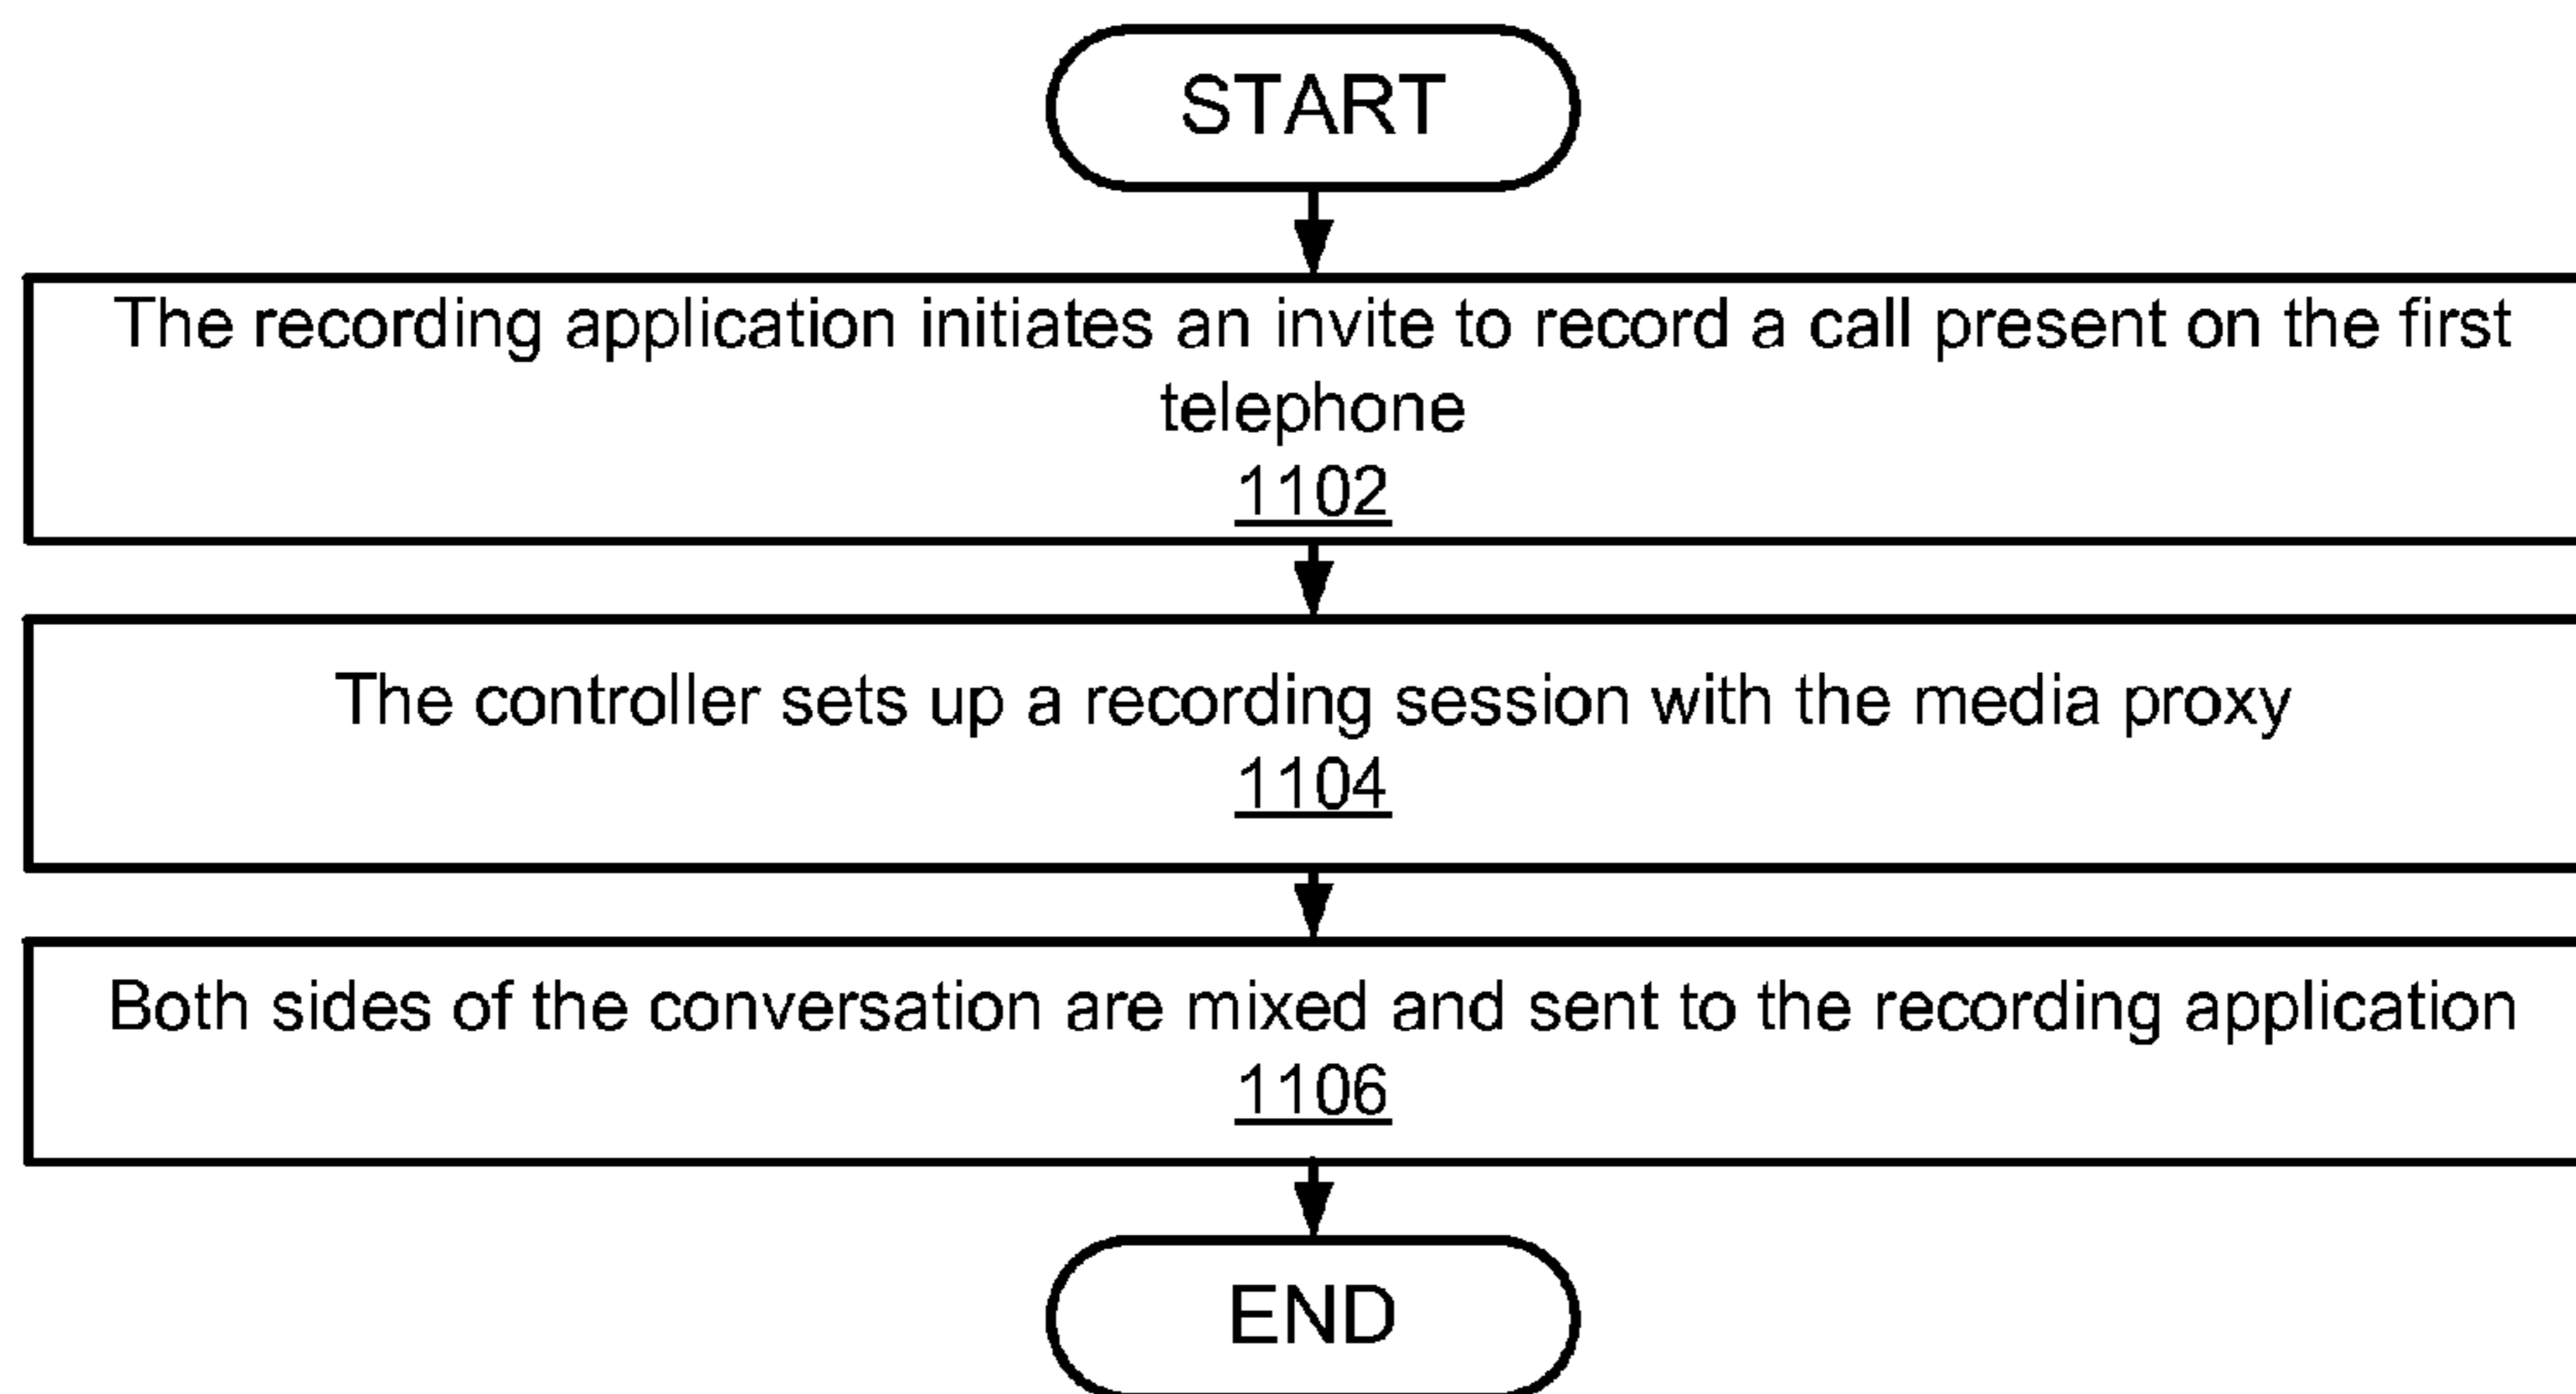 START
The recording application initiates an invite to record a call present on the first
telephone
1102
The controller sets up a recording session with the media proxy
1104
Both sides of the conversation are mixed and sent to the recording application
1106
END